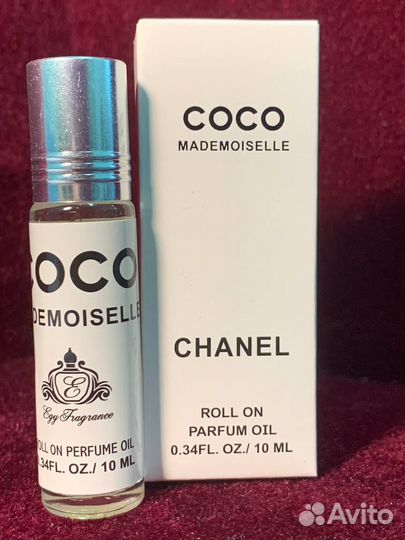 COCO
DEMOISELLE
E
Egy Fragrance
ROLL ON PERFUME OIL
0.34FL. OZ./ 10 ML
COCO
MADEMOISELLE
CHANEL
ROLL ON
PARFUM OIL
0.34FL. OZ./ 10 ML
Avito